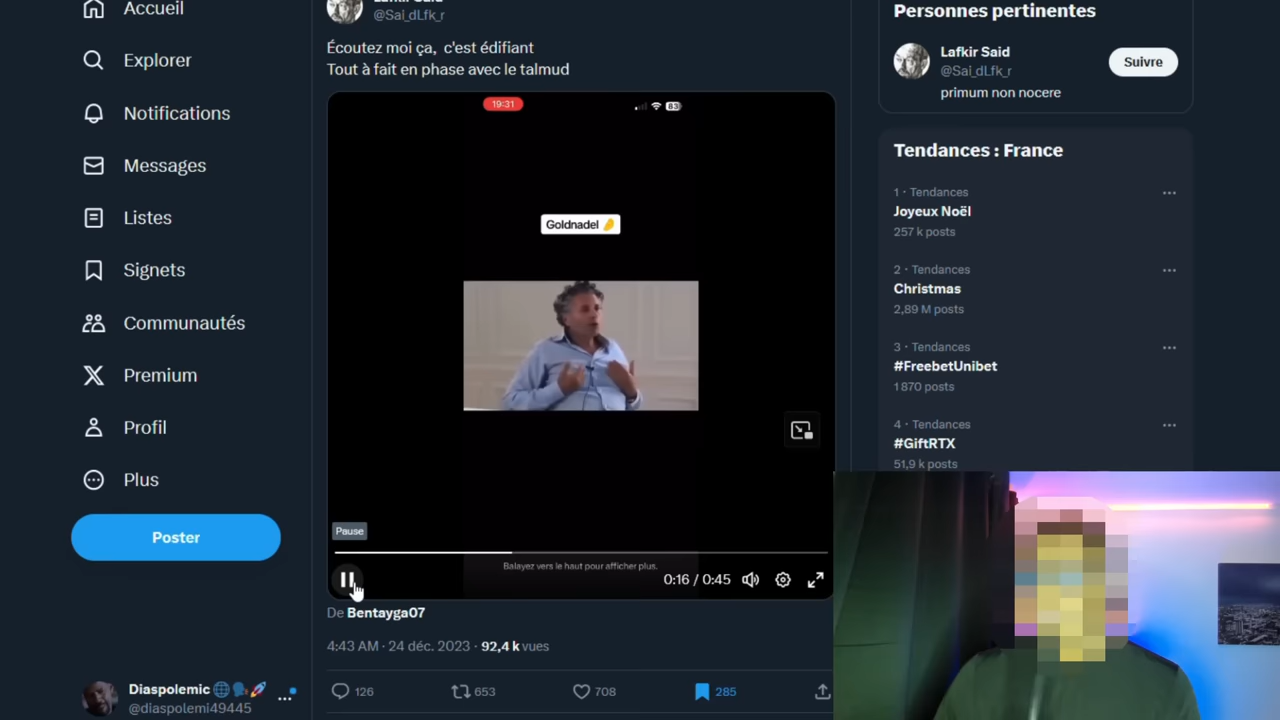 Accueil
Explorer
Notifications
Messages
Listes
Signets
Communautés
Premium
Profil
Plus
Poster
Diaspolemic
@diaspolemi49445
@Sai_dLfk_r
Écoutez moi ça, c'est édifiant
Tout à fait en phase avec le talmud
19:31
83
Goldnadel
Pause
Balayez vers le haut pour afficher plus.
0:16 / 0:45
De Bentayga07
4:43 AM · 24 déc. 2023 · 92,4 k vues
126
653
708
285
Personnes pertinentes
Lafkir Said
@Sai_dLfk_r
Suivre
primum non nocere
Tendances : France
1 · Tendances
Joyeux Noël
257 k posts
2 · Tendances
Christmas
2,89 M posts
3 · Tendances
#FreebetUnibet
1 870 posts
4 · Tendances
#GiftRTX
51,9 k posts